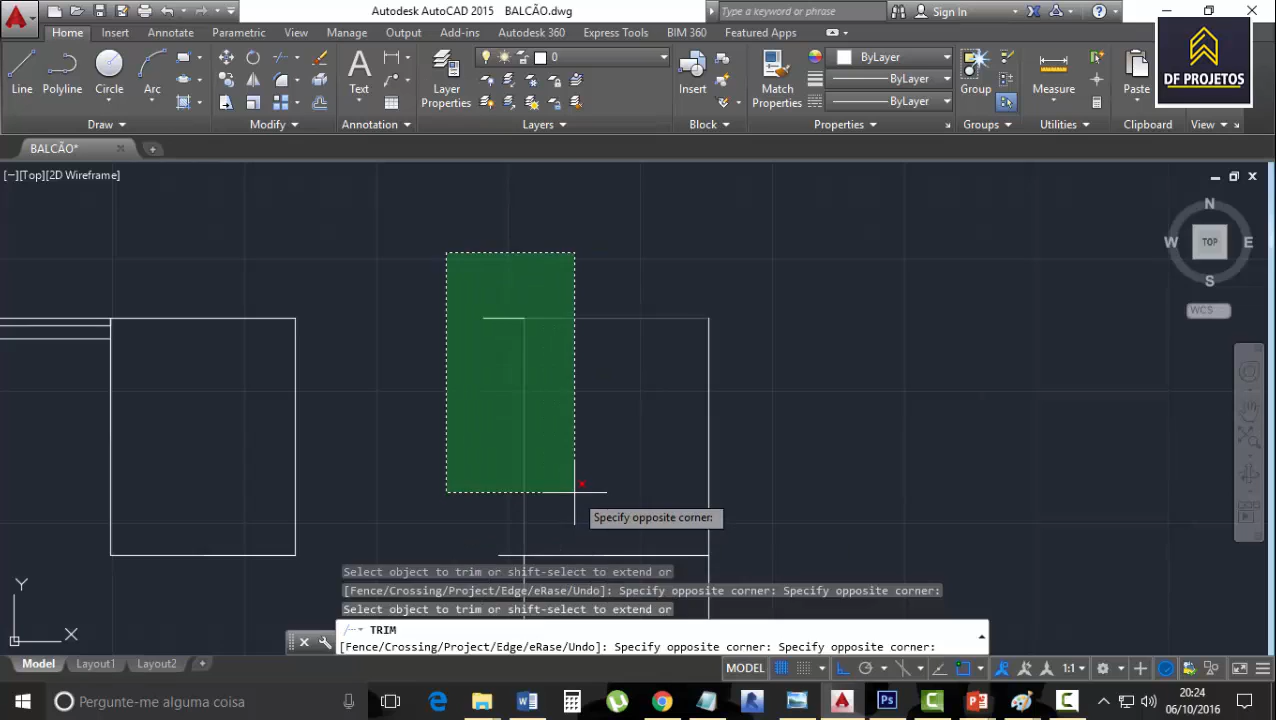 Autodesk AutoCAD 2015 BALCÃO.dwg
Type a keyword or phrase
Sign In
Home Insert Annotate Parametric View Manage Output Add-ins Autodesk 360 Express Tools BIM 360 Featured Apps
0
ByLayer
ByLayer
ByLayer
Line Polyline Circle Arc
Text
Layer
Properties
Insert
Match
Properties
Group
Measure
Paste
DF PROJETOS
Draw Modify Annotation Layers Block Properties Groups Utilities Clipboard View
BALCÃO*
[−][Top][2D Wireframe]
N
W TOP E
S
WCS
Specify opposite corner:
Select object to trim or shift-select to extend or
[Fence/Crossing/Project/Edge/eRase/Undo]: Specify opposite corner: Specify opposite corner:
Select object to trim or shift-select to extend or
TRIM
[Fence/Crossing/Project/Edge/eRase/Undo]: Specify opposite corner: Specify opposite corner:
Y
X
Model Layout1 Layout2
MODEL
1:1
Pergunte-me alguma coisa
20:24
06/10/2016